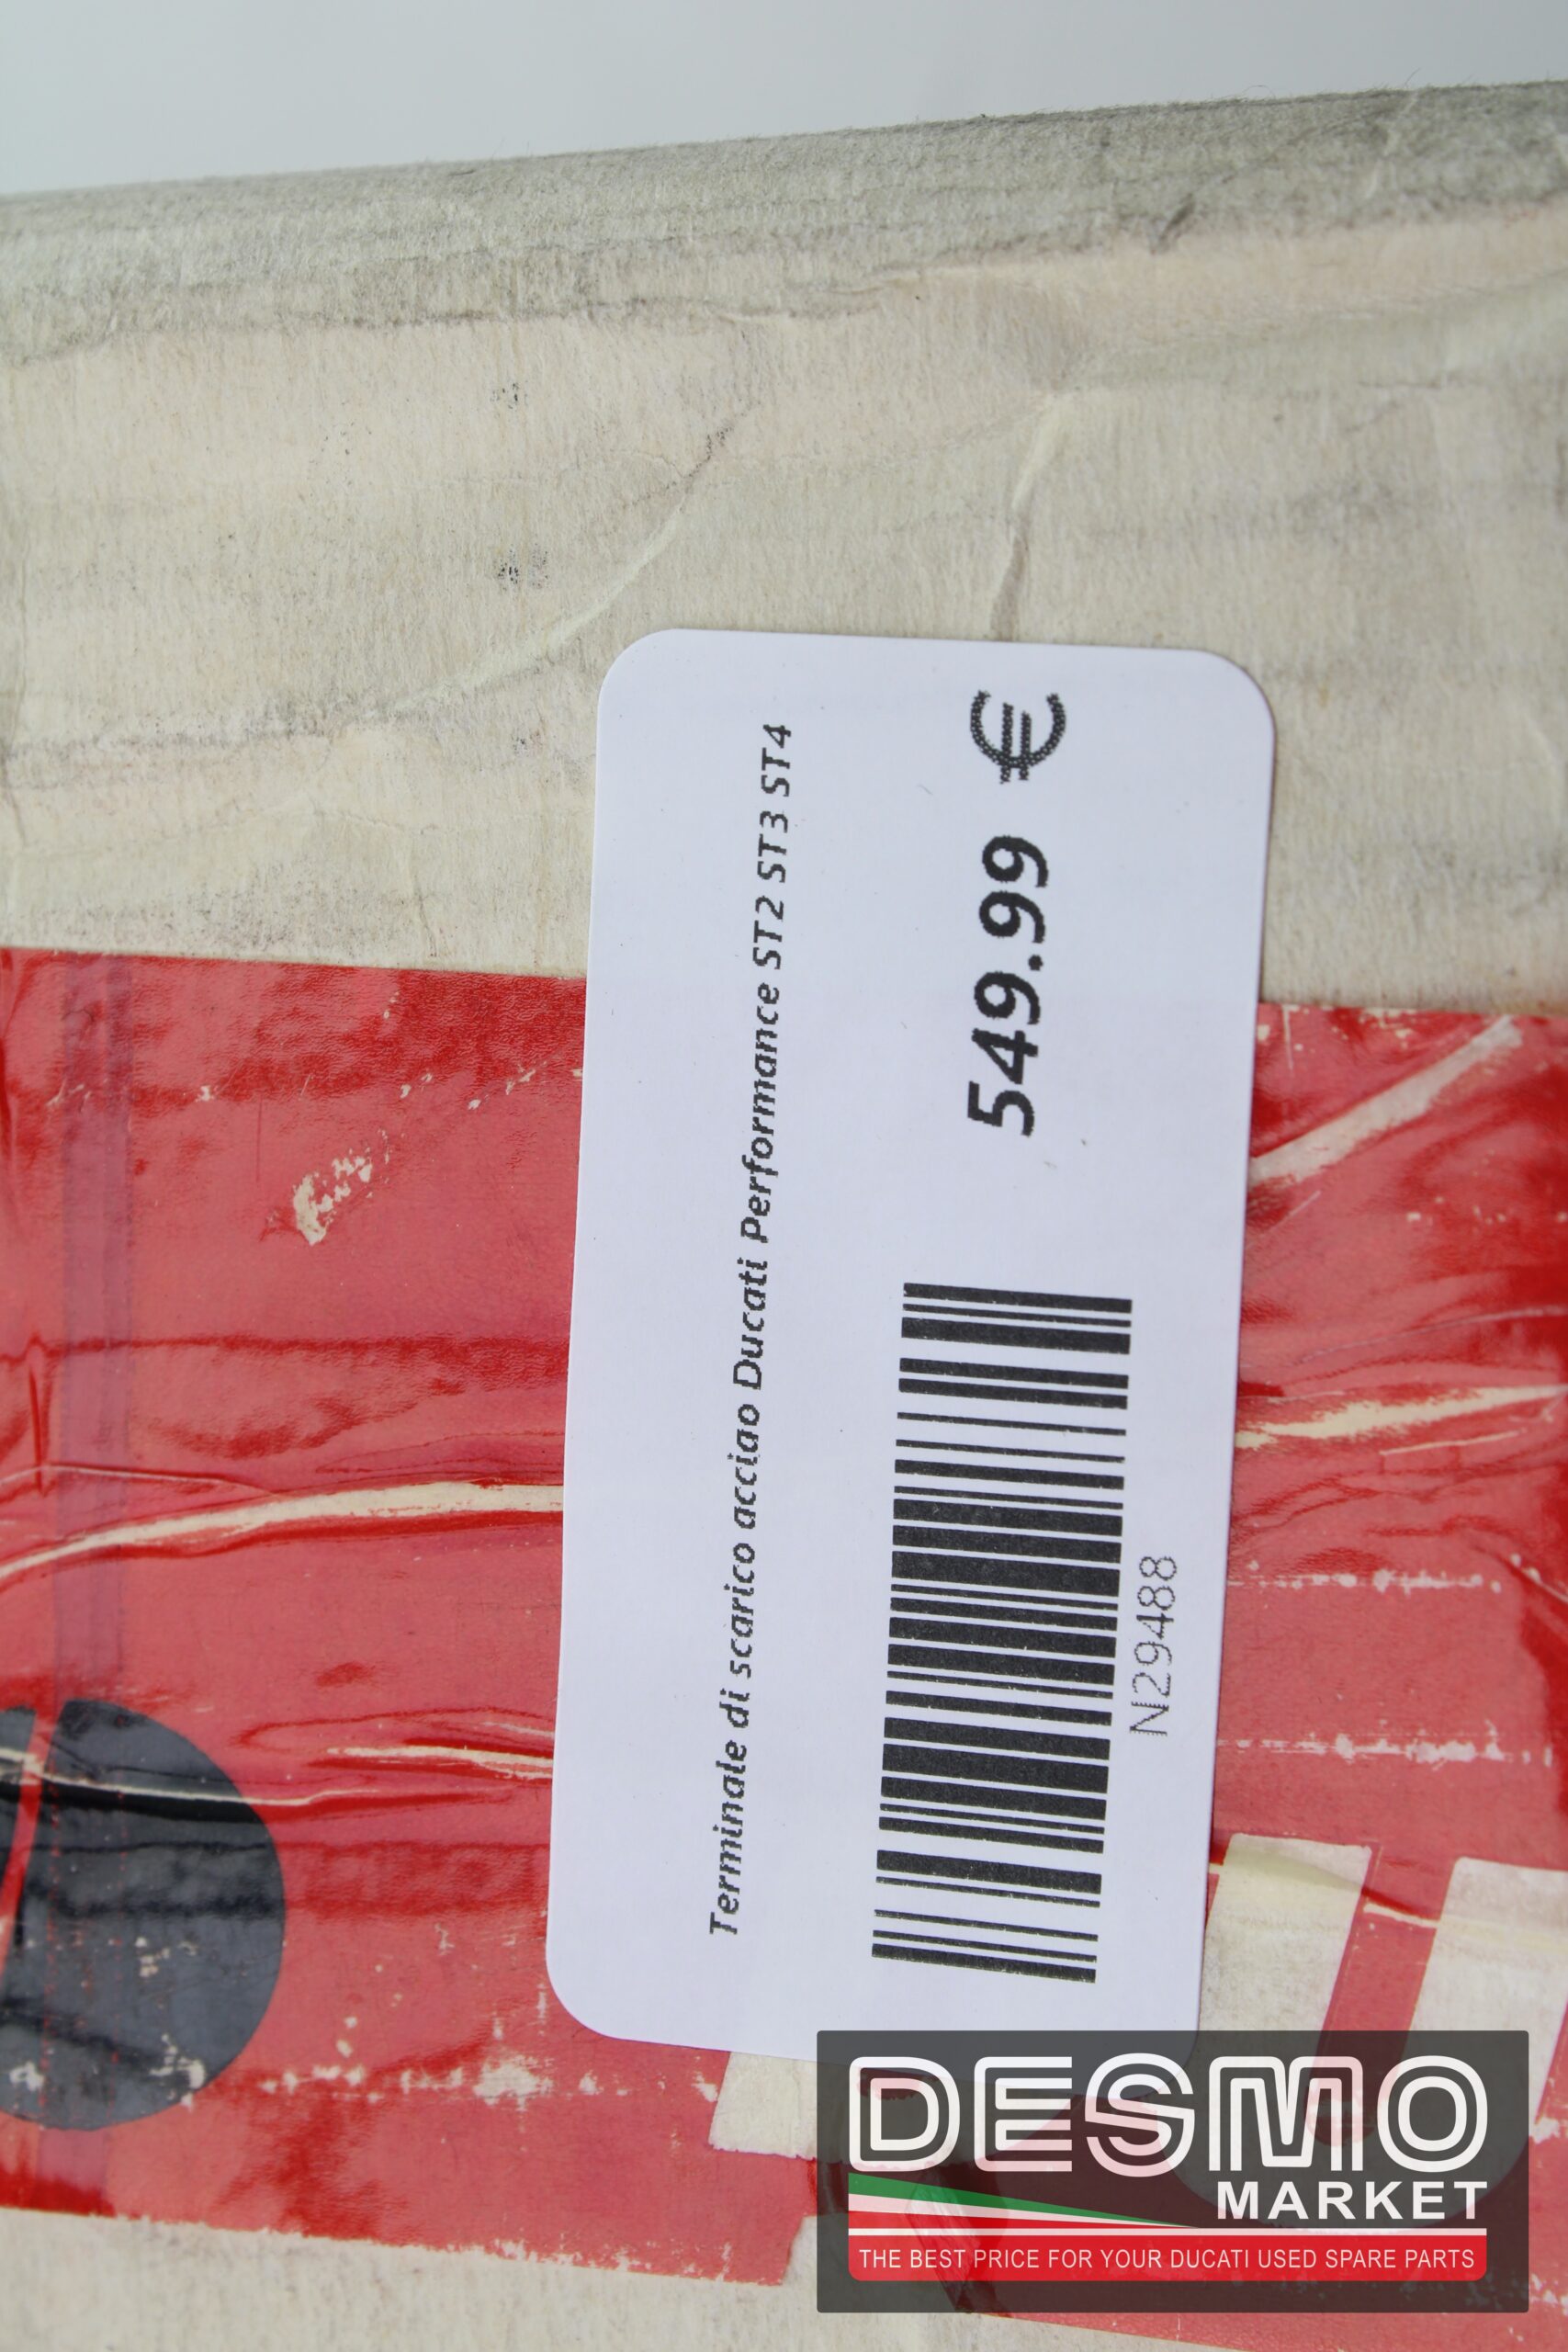 Terminale di scarico acciao Ducati Performance ST2 ST3 ST4
549.99 €
N29488
DESMO
MARKET
THE BEST PRICE FOR YOUR DUCATI USED SPARE PARTS